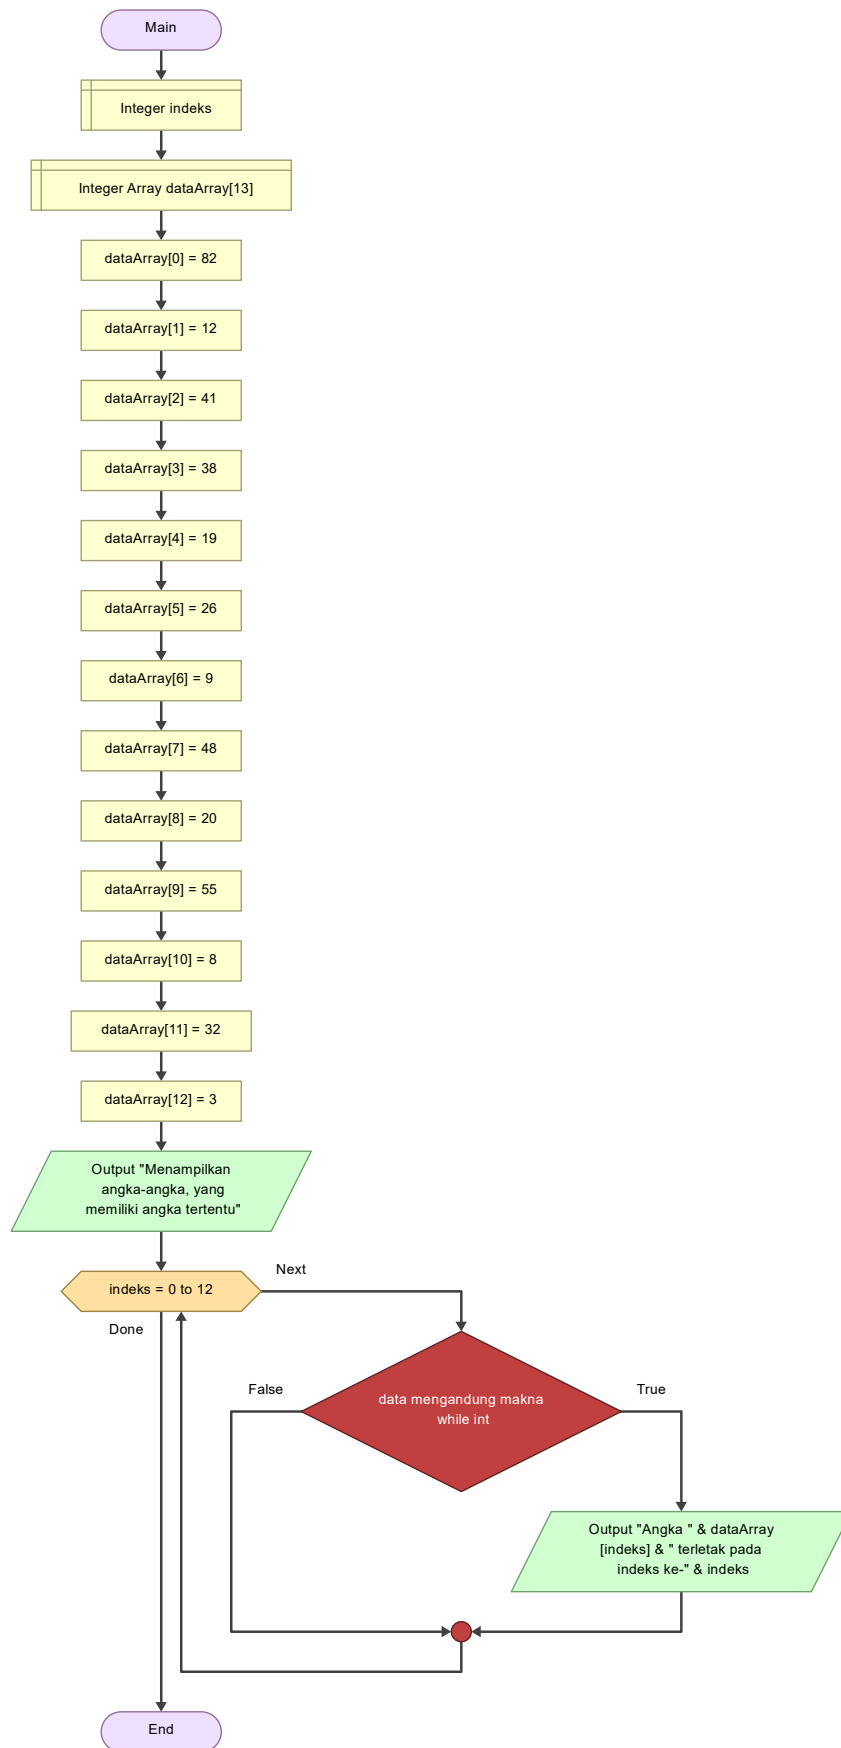 Main
Integer indeks
Integer Array dataArray[13]
dataArray[0] = 82
dataArray[1] = 12
dataArray[2] = 41
dataArray[3] = 38
dataArray[4] = 19
dataArray[5] = 26
dataArray[6] = 9
dataArray[7] = 48
dataArray[8] = 20
dataArray[9] = 55
dataArray[10] = 8
dataArray[11] = 32
dataArray[12] = 3
Output "Menampilkan
angka-angka, yang
memiliki angka tertentu"
indeks = 0 to 12
Next
Done
data mengandung makna
while int
False
True
Output "Angka " & dataArray
[indeks] & " terletak pada
indeks ke-" & indeks
End